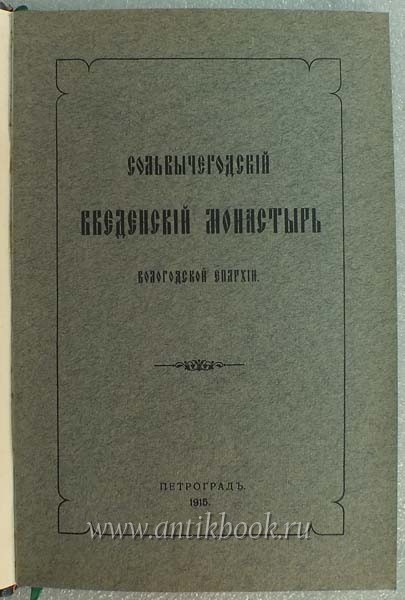 СОЛЬВЫЧЕГОДСКІЙ
ВВЕДЕНСКІЙ МОНАСТЫРЬ
ВОЛОГОДСКОЙ ЕПАРХІИ.
ПЕТРОГРАДЪ.
1915.
www.antikbook.ru